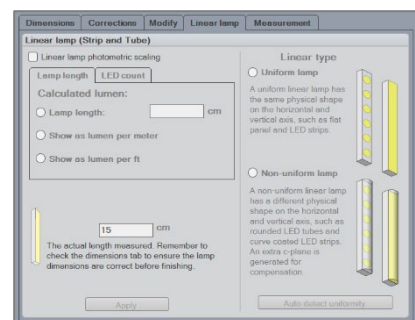 Dimensions Corrections Modify Linear lamp Measurement
Linear lamp (Strip and Tube)
Linear lamp photometric scaling
Lamp length LED count
Calculated lumen:
Lamp length: cm
Show as lumen per meter
Show as lumen per ft
15 cm
The actual length measured. Remember to
check the dimensions tab to ensure the lamp
dimensions are correct before finishing.
Apply
Linear type
Uniform lamp
A uniform linear lamp
has the same physical shape
on the horizontal and
vertical axis, such as flat
panel and LED strips.
Non-uniform lamp
A non-uniform linear lamp
has a different physical
shape on the horizontal
and vertical axis, such as
rounded LED tubes and
curve coated LED strips.
An extra c-plane is
generated for
compensation.
Auto detect uniformity